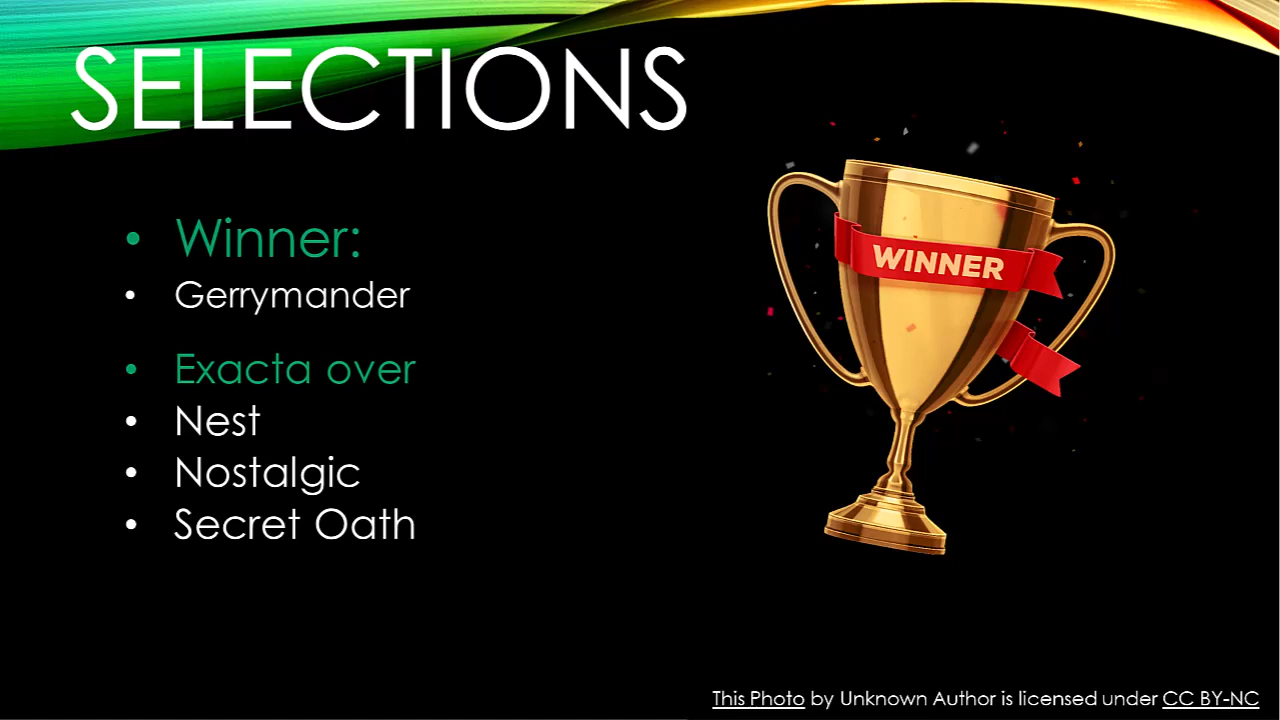 SELECTIONS
• Winner:
• Gerrymander
• Exacta over
• Nest
• Nostalgic
• Secret Oath
WINNER
This Photo by Unknown Author is licensed under CC BY-NC